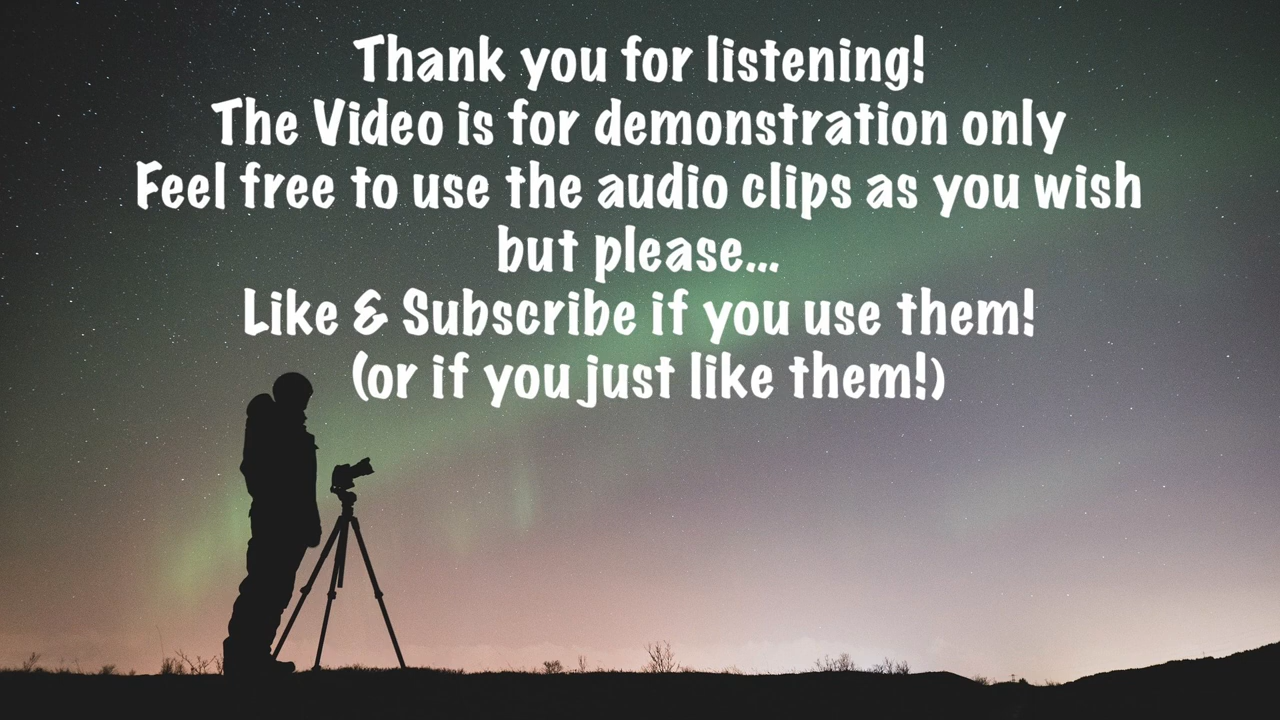 Thank you for listening!
The Video is for demonstration only
Feel free to use the audio clips as you wish
but please...
Like & Subscribe if you use them!
(or if you just like them!)